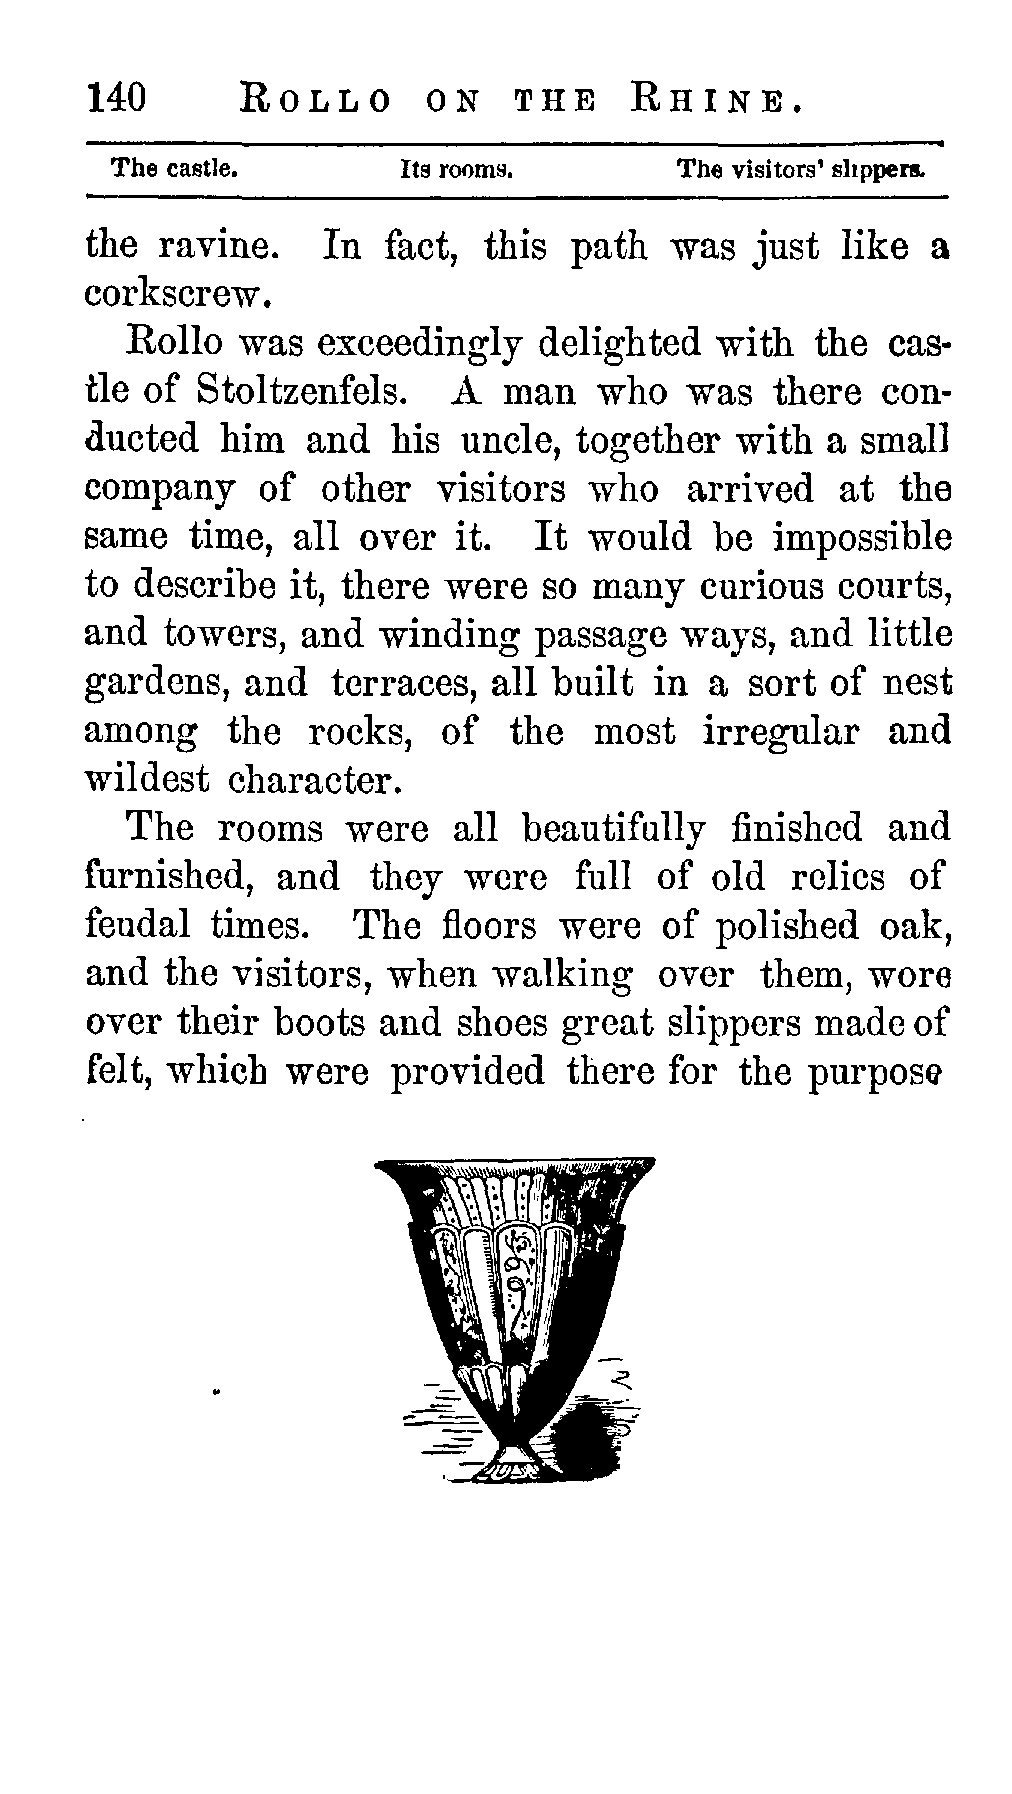 140 ROLLO ON THE RHINE.
The castle. Its rooms. The visitors' slippers.
the ravine. In fact, this path was just like a
corkscrew.
Rollo was exceedingly delighted with the cas-
tle of Stoltzenfels. A man who was there con-
ducted him and his uncle, together with a small
company of other visitors who arrived at the
same time, all over it. It would be impossible
to describe it, there were so many curious courts,
and towers, and winding passage ways, and little
gardens, and terraces, all built in a sort of nest
among the rocks, of the most irregular and
wildest character.
The rooms were all beautifully finished and
furnished, and they were full of old relics of
feudal times. The floors were of polished oak,
and the visitors, when walking over them, wore
over their boots and shoes great slippers made of
felt, which were provided there for the purpose